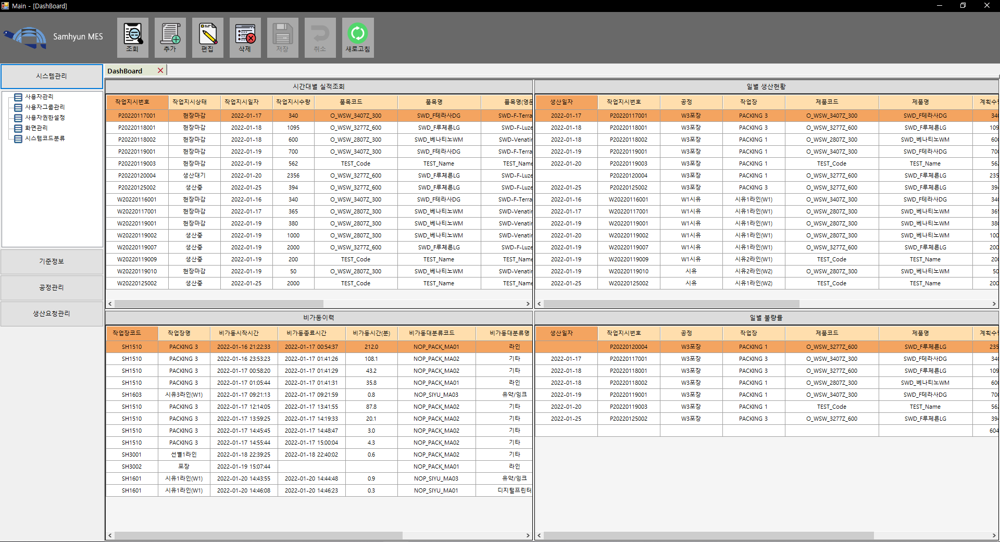 Main - [DashBoard]
Samhyun MES
조회 추가 편집 삭제 저장 취소 새로고침
시스템관리
사용자관리
사용자그룹관리
사용자권한설정
화면관리
시스템코드분류
기준정보
공정관리
생산요청관리
DashBoard
시간대별 실적조회
작업지시번호 작업지시상태 작업지시일자 작업지시수량 품목코드 품목명 품목명(영문
P20220117001 현장마감 2022-01-17 340 O_WSW_3407Z_300 SWD_F테라사DG SWD-F-Terra
P20220118001 현장마감 2022-01-18 1095 O_WSW_3277Z_600 SWD_F루체른LG SWD-F-Luze
P20220118002 현장마감 2022-01-18 600 O_WSW_2807Z_300 SWD_베나티노WM SWD-Venatir
P20220119001 현장마감 2022-01-19 700 O_WSW_3407Z_300 SWD_F테라사DG SWD-F-Terra
P20220119003 현장마감 2022-01-19 562 TEST_Code TEST_Name TEST_Name
P20220120004 생산대기 2022-01-20 2356 O_WSW_3277Z_600 SWD_F루체른LG SWD-F-Luze
P20220125002 생산중 2022-01-25 394 O_WSW_3277Z_600 SWD_F루체른LG SWD-F-Luze
W20220116001 현장마감 2022-01-16 340 O_WSW_3407Z_300 SWD_F테라사DG SWD-F-Terra
W20220117001 현장마감 2022-01-17 365 O_WSW_2807Z_300 SWD_베나티노WM SWD-Venatir
W20220119001 현장마감 2022-01-19 380 O_WSW_2807Z_300 SWD_베나티노WM SWD-Venatir
W20220119002 생산중 2022-01-19 1000 O_WSW_2807Z_300 SWD_베나티노WM SWD-Venatir
W20220119007 생산중 2022-01-19 2000 O_WSW_3277Z_600 SWD_F루체른LG SWD-F-Luze
W20220119009 생산중 2022-01-19 200 TEST_Code TEST_Name TEST_Name
W20220119010 현장마감 2022-01-19 50 O_WSW_2807Z_300 SWD_베나티노WM SWD-Venatir
W20220125002 생산중 2022-01-25 2000 TEST_Code TEST_Name TEST_Name
일별 생산현황
생산일자 작업지시번호 공정 작업장 제품코드 제품명 계획수량
2022-01-17 P20220117001 W3포장 PACKING 3 O_WSW_3407Z_300 SWD_F테라사DG 340
2022-01-18 P20220118001 W3포장 PACKING 3 O_WSW_3277Z_600 SWD_F루체른LG 109
2022-01-18 P20220118002 W3포장 PACKING 1 O_WSW_2807Z_300 SWD_베나티노WM 600
2022-01-19 P20220119001 W3포장 PACKING 1 O_WSW_3407Z_300 SWD_F테라사DG 700
2022-01-20 P20220119003 W3포장 PACKING 1 TEST_Code TEST_Name 562
P20220120004 W3포장 PACKING 1 O_WSW_3277Z_600 SWD_F루체른LG 235
2022-01-25 P20220125002 W3포장 PACKING 3 O_WSW_3277Z_600 SWD_F루체른LG 394
2022-01-16 W20220116001 W1시유 시유1라인(W1) O_WSW_3407Z_300 SWD_F테라사DG 340
2022-01-17 W20220117001 W1시유 시유1라인(W1) O_WSW_2807Z_300 SWD_베나티노WM 365
2022-01-19 W20220119001 W1시유 시유1라인(W1) O_WSW_2807Z_300 SWD_베나티노WM 380
2022-01-20 W20220119002 W1시유 시유1라인(W1) O_WSW_2807Z_300 SWD_베나티노WM 100
2022-01-19 W20220119007 W1시유 시유1라인(W1) O_WSW_3277Z_600 SWD_F루체른LG 200
2022-01-19 W20220119009 W1시유 시유2라인(W1) TEST_Code TEST_Name 200
2022-01-19 W20220119010 시유 시유2라인(W2) O_WSW_2807Z_300 SWD_베나티노WM 50
2022-01-25 W20220125002 시유 시유1라인(W2) TEST_Code TEST_Name 200
비가동이력
작업장코드 작업장명 비가동시작시간 비가동종료시간 비가동시간(분) 비가동대분류코드 비가동대분류명
SH1510 PACKING 3 2022-01-16 21:22:33 2022-01-17 00:54:37 212.0 NOP_PACK_MA01 라인
SH1510 PACKING 3 2022-01-16 23:53:23 2022-01-17 01:41:26 108.1 NOP_PACK_MA02 기타
SH1510 PACKING 3 2022-01-17 00:58:20 2022-01-17 01:41:29 43.2 NOP_PACK_MA02 기타
SH1510 PACKING 3 2022-01-17 01:05:44 2022-01-17 01:41:31 35.8 NOP_PACK_MA01 라인
SH1603 시유3라인(W1) 2022-01-17 09:21:13 2022-01-17 09:21:59 0.8 NOP_SIYU_MA03 유약/잉크
SH1510 PACKING 3 2022-01-17 12:14:05 2022-01-17 13:41:55 87.8 NOP_PACK_MA02 기타
SH1510 PACKING 3 2022-01-17 13:59:25 2022-01-17 14:19:33 20.1 NOP_PACK_MA02 기타
SH1510 PACKING 3 2022-01-17 14:45:45 2022-01-17 14:48:47 3.0 NOP_PACK_MA02 기타
SH1510 PACKING 3 2022-01-17 14:55:44 2022-01-17 15:00:04 4.3 NOP_PACK_MA02 기타
SH3001 선별1라인 2022-01-18 22:39:25 2022-01-18 22:40:02 0.6 NOP_PACK_MA02 기타
SH3002 포장 2022-01-19 15:07:44 NOP_PACK_MA01 라인
SH1601 시유1라인(W1) 2022-01-20 14:43:55 2022-01-20 14:44:48 0.9 NOP_SIYU_MA03 유약/잉크
SH1601 시유1라인(W1) 2022-01-20 14:46:08 2022-01-20 14:46:23 0.3 NOP_SIYU_MA01 디지털프린터
일별 불량률
생산일자 작업지시번호 공정 작업장 제품코드 제품명 계획수량
P20220120004 W3포장 PACKING 1 O_WSW_3277Z_600 SWD_F루체른LG 235
2022-01-17 P20220117001 W3포장 PACKING 3 O_WSW_3407Z_300 SWD_F테라사DG 340
2022-01-18 P20220118001 W3포장 PACKING 3 O_WSW_3277Z_600 SWD_F루체른LG 109
2022-01-18 P20220118002 W3포장 PACKING 1 O_WSW_2807Z_300 SWD_베나티노WM 600
2022-01-19 P20220119001 W3포장 PACKING 1 O_WSW_3407Z_300 SWD_F테라사DG 700
2022-01-20 P20220119003 W3포장 PACKING 1 TEST_Code TEST_Name 562
2022-01-25 P20220125002 W3포장 PACKING 3 O_WSW_3277Z_600 SWD_F루체른LG 394
604